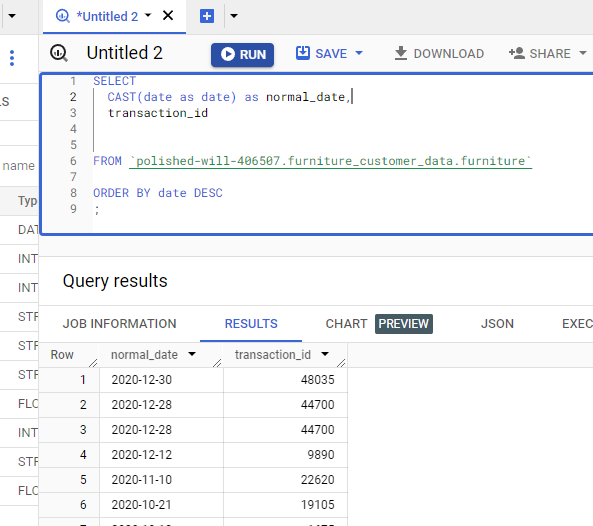 *Untitled 2
Untitled 2 RUN SAVE DOWNLOAD SHARE
LS
name
Typ
DAT
INT
INT
STF
STF
STF
FLC
INT
STF
FLC
1 SELECT
2 CAST(date as date) as normal_date,
3 transaction_id
4
5
6 FROM `polished-will-406507.furniture_customer_data.furniture`
7
8 ORDER BY date DESC
9 ;
Query results
JOB INFORMATION RESULTS CHART PREVIEW JSON EXEC
Row normal_date transaction_id
1 2020-12-30 48035
2 2020-12-28 44700
3 2020-12-28 44700
4 2020-12-12 9890
5 2020-11-10 22620
6 2020-10-21 19105